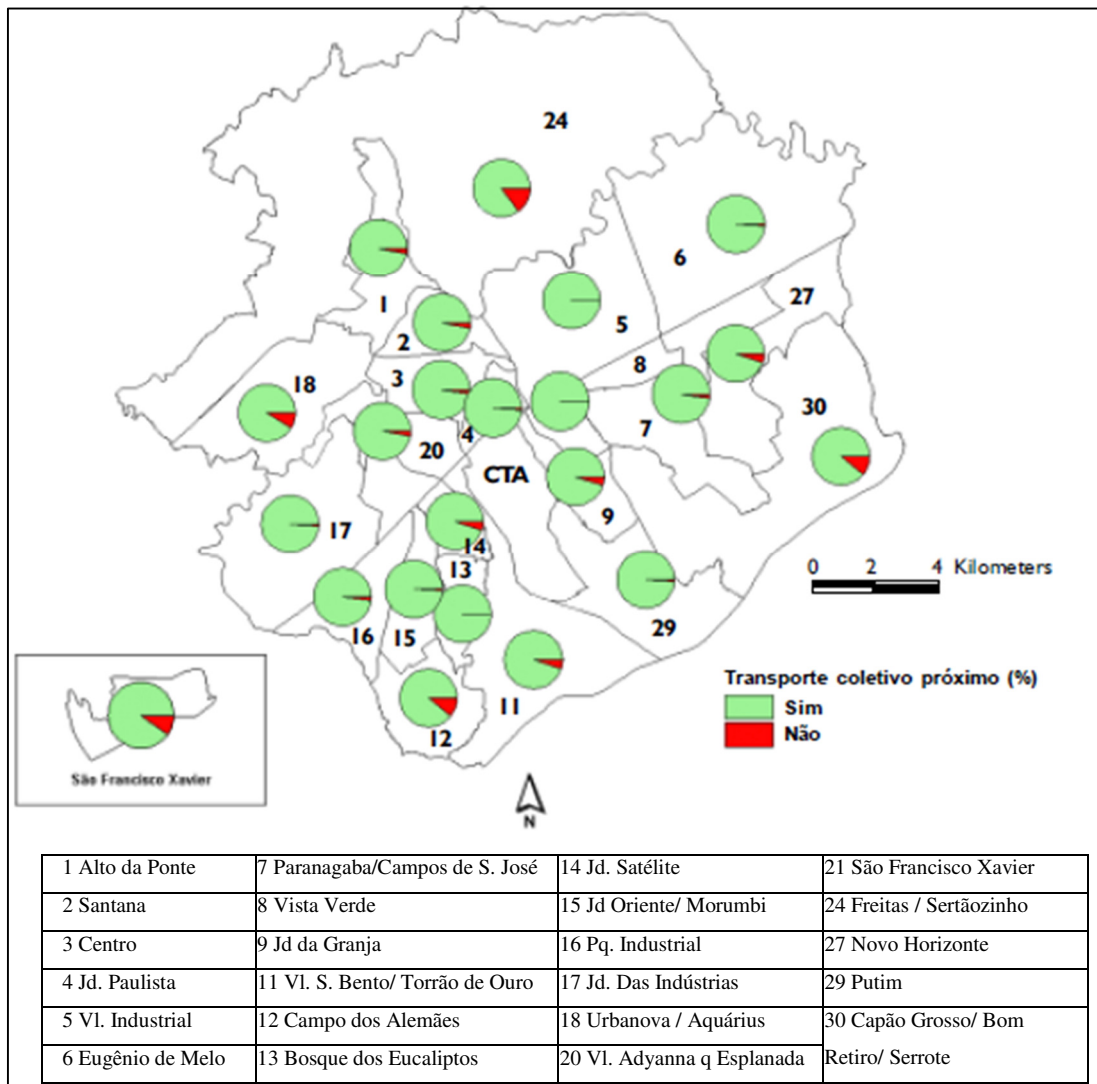 24
6
27
1
5
2
8
18
3
30
4
7
20
CTA
9
17
14
0 2 4 Kilometers
13
16
15
29
Transporte coletivo próximo (%)
Sim
11
Não
12
São Francisco Xavier
N
1 Alto da Ponte
7 Paranagaba/Campos de S. José
14 Jd. Satélite
21 São Francisco Xavier
2 Santana
8 Vista Verde
15 Jd Oriente/ Morumbi
24 Freitas / Sertãozinho
3 Centro
9 Jd da Granja
16 Pq. Industrial
27 Novo Horizonte
4 Jd. Paulista
11 Vl. S. Bento/ Torrão de Ouro
17 Jd. Das Indústrias
29 Putim
5 Vl. Industrial
12 Campo dos Alemães
18 Urbanova / Aquárius
30 Capão Grosso/ Bom
Retiro/ Serrote
6 Eugênio de Melo
13 Bosque dos Eucaliptos
20 Vl. Adyanna q Esplanada